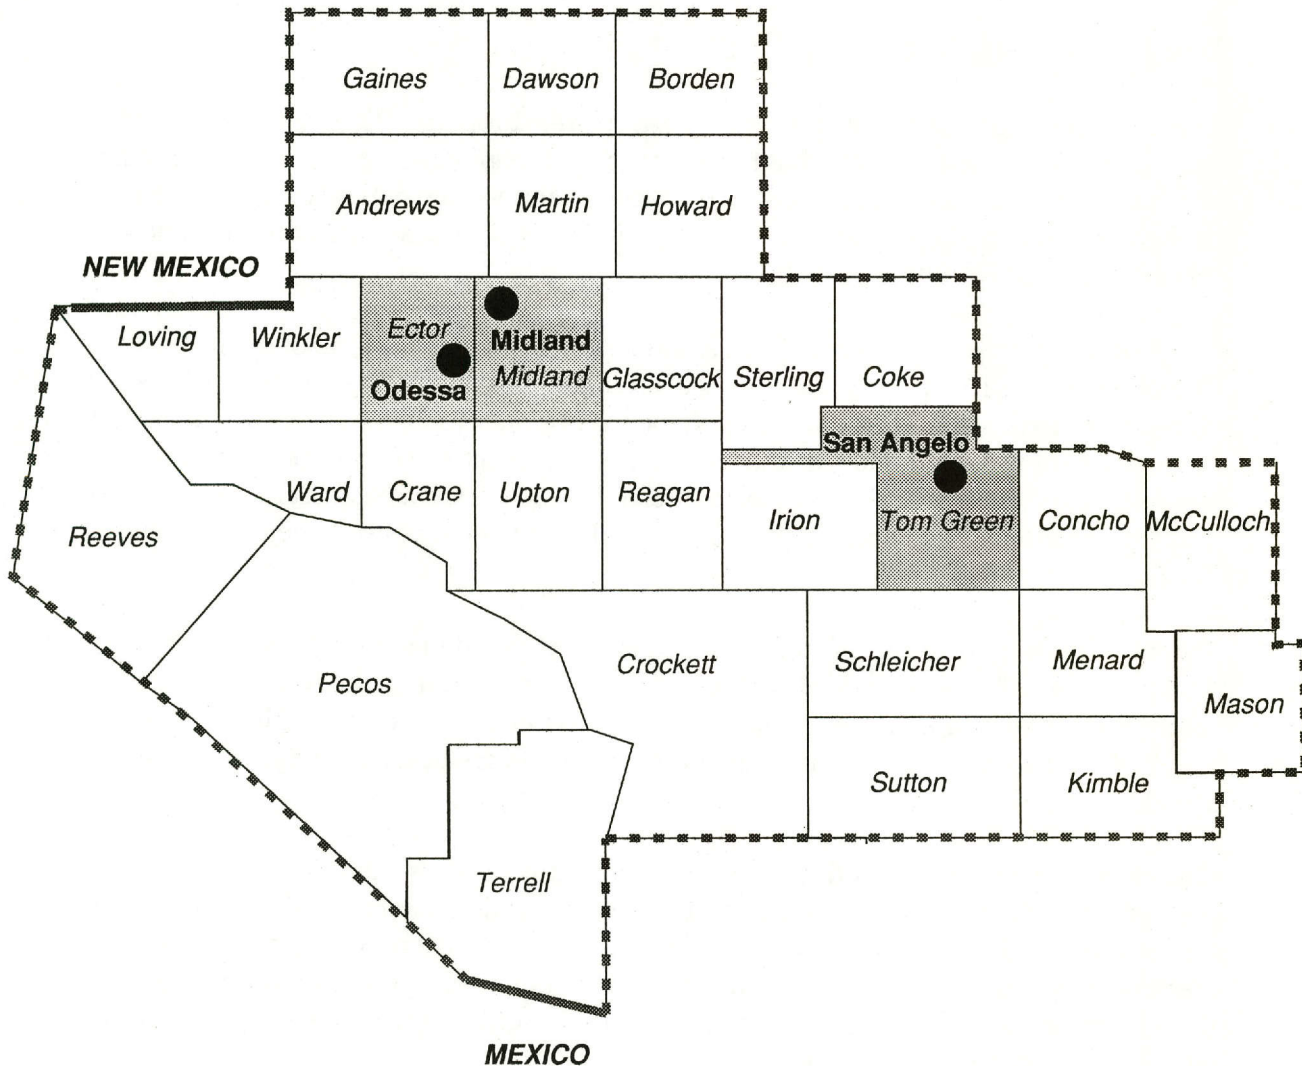 Gaines
Dawson
Borden
Andrews
Martin
Howard
NEW MEXICO
Loving
Winkler
Ector
Odessa
Midland
Midland
Glasscock
Sterling
Coke
San Angelo
Ward
Crane
Upton
Reagan
Irion
Tom Green
Concho
McCulloch
Reeves
Pecos
Crockett
Schleicher
Menard
Mason
Sutton
Kimble
Terrell
MEXICO